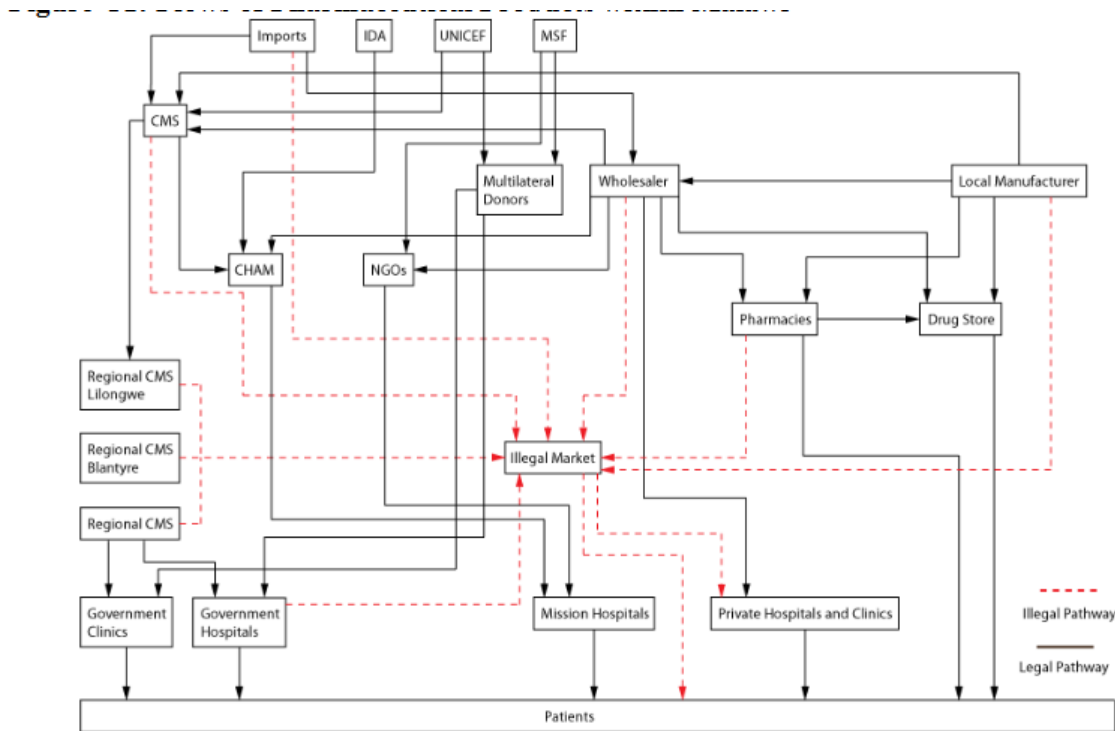 Imports
IDA
UNICEF
MSF
CMS
Multilateral
Donors
Wholesaler
Local Manufacturer
CHAM
NGOs
Pharmacies
Drug Store
Regional CMS
Lilongwe
Regional CMS
Blantyre
Illegal Market
Regional CMS
Government
Clinics
Government
Hospitals
Mission Hospitals
Private Hospitals and Clinics
Illegal Pathway
Legal Pathway
Patients